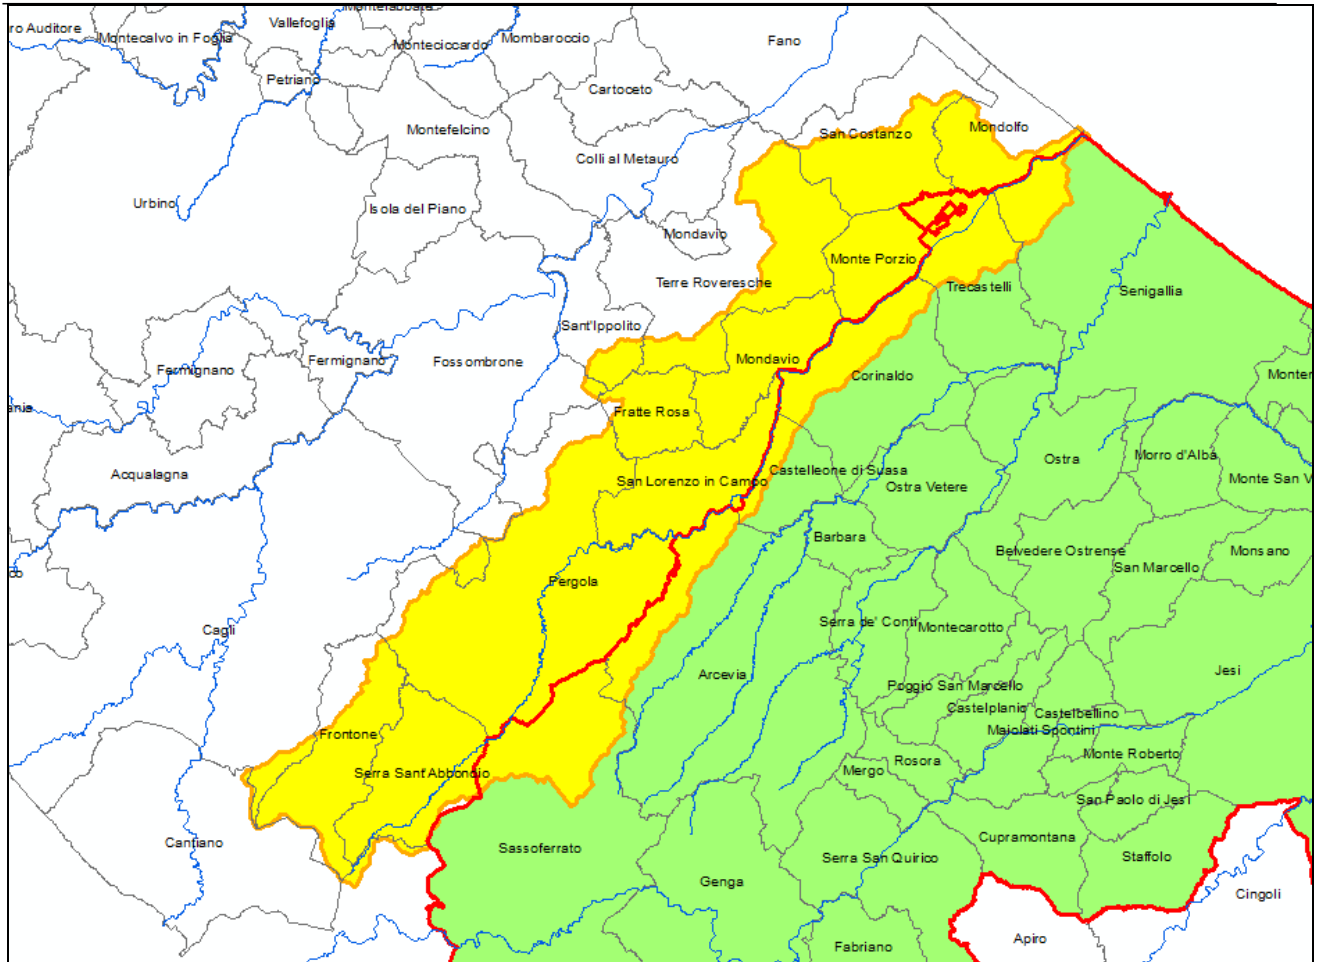 Montefabb
ro Auditore
Vallefoglia
Montecalvo in Foglia
Monteciccardo
Mombaroccio
Fano
Petriano
Cartoceto
Montefelcino
San Costanzo
Mondolfo
Colli al Metauro
Urbino
Isola del Piano
Mondavio
Monte Porzio
Terre Roveresche
Trecastelli
Senigallia
Sant'Ippolito
Fermignano
Fermignano
Fossombrone
Mondavio
Corinaldo
Monter
ania
Fratte Rosa
Ostra
Morro d'Alba
Acqualagna
Castelleone di Suasa
San Lorenzo in Campo
Ostra Vetere
Monte San V
Barbara
Belvedere Ostrense
Monsano
San Marcello
Pergola
Cagli
Serra de' Conti
Montecarotto
Arcevia
Jesi
Poggio San Marcello
Castelplanio
Castelbellino
Maiolati Spontini
Frontone
Monte Roberto
Rosora
Mergo
Serra Sant'Abbondio
San Paolo di Jesi
Cantiano
Sassoferrato
Cupramontana
Serra San Quirico
Staffolo
Genga
Cingoli
Apiro
Fabriano